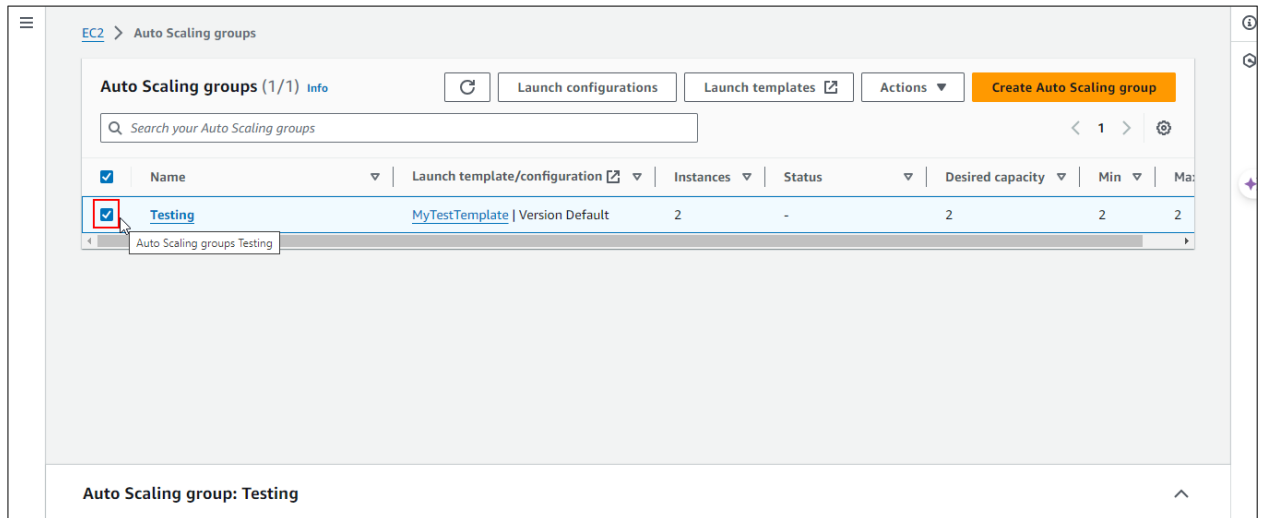 EC2 > Auto Scaling groups
Auto Scaling groups (1/1) Info Launch configurations Launch templates Actions Create Auto Scaling group
Search your Auto Scaling groups < 1 >
Name Launch template/configuration Instances Status Desired capacity Min Ma
Testing MyTestTemplate | Version Default 2 - 2 2 2
Auto Scaling groups Testing
Auto Scaling group: Testing